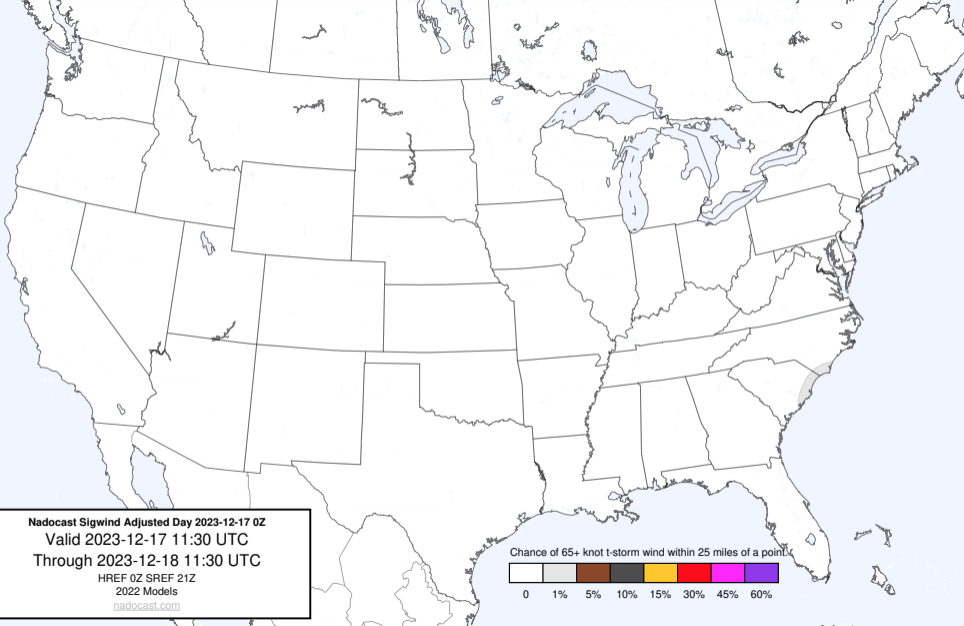 Nadocast Sigwind Adjusted Day 2023-12-17 0Z
Valid 2023-12-17 11:30 UTC
Through 2023-12-18 11:30 UTC
HREF 0Z SREF 21Z
2022 Models
nadocast.com
Chance of 65+ knot t-storm wind within 25 miles of a point.
0 1% 5% 10% 15% 30% 45% 60%